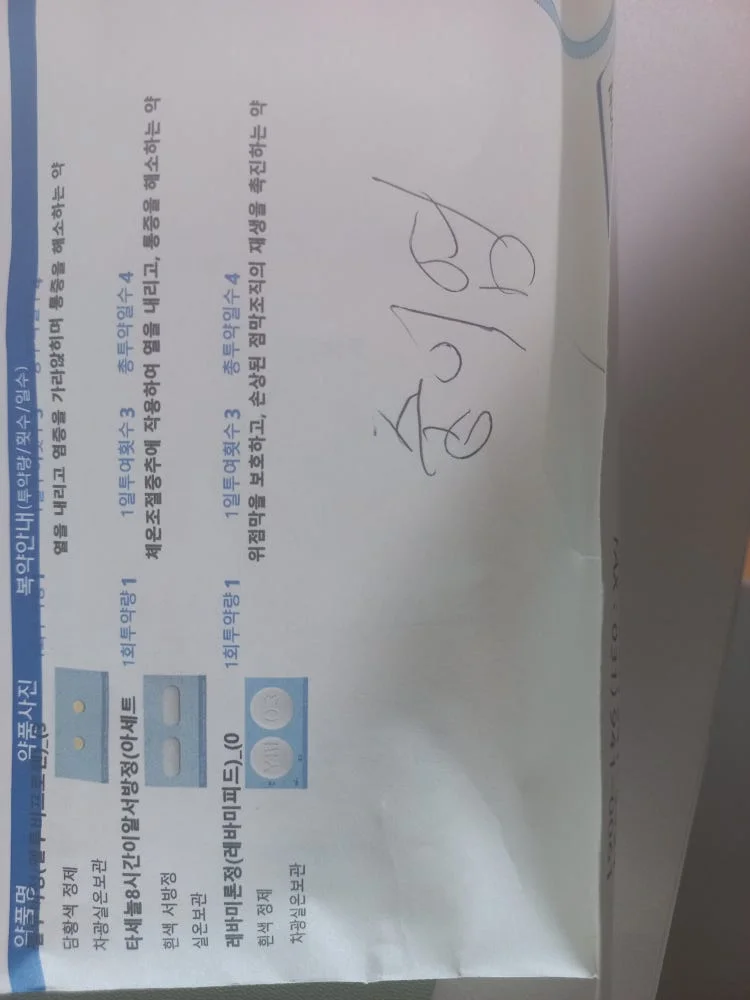 약품명 약품사진 복약안내(투약량/횟수/일수)
담황색 정제
차광실온보관
열을 내리고 염증을 가라앉히며 통증을 해소하는 약
타세놀8시간이알서방정(아세트
1회투약량 1 1일투여횟수 3 총투약일수 4
흰색 서방정
실온보관
체온조절중추에 작용하여 열을 내리고, 통증을 해소하는 약
레바미론정(레바미피드)_(0
1회투약량 1 1일투여횟수 3 총투약일수 4
흰색 정제
차광실온보관
위점막을 보호하고, 손상된 점막조직의 재생을 촉진하는 약
YMI 03